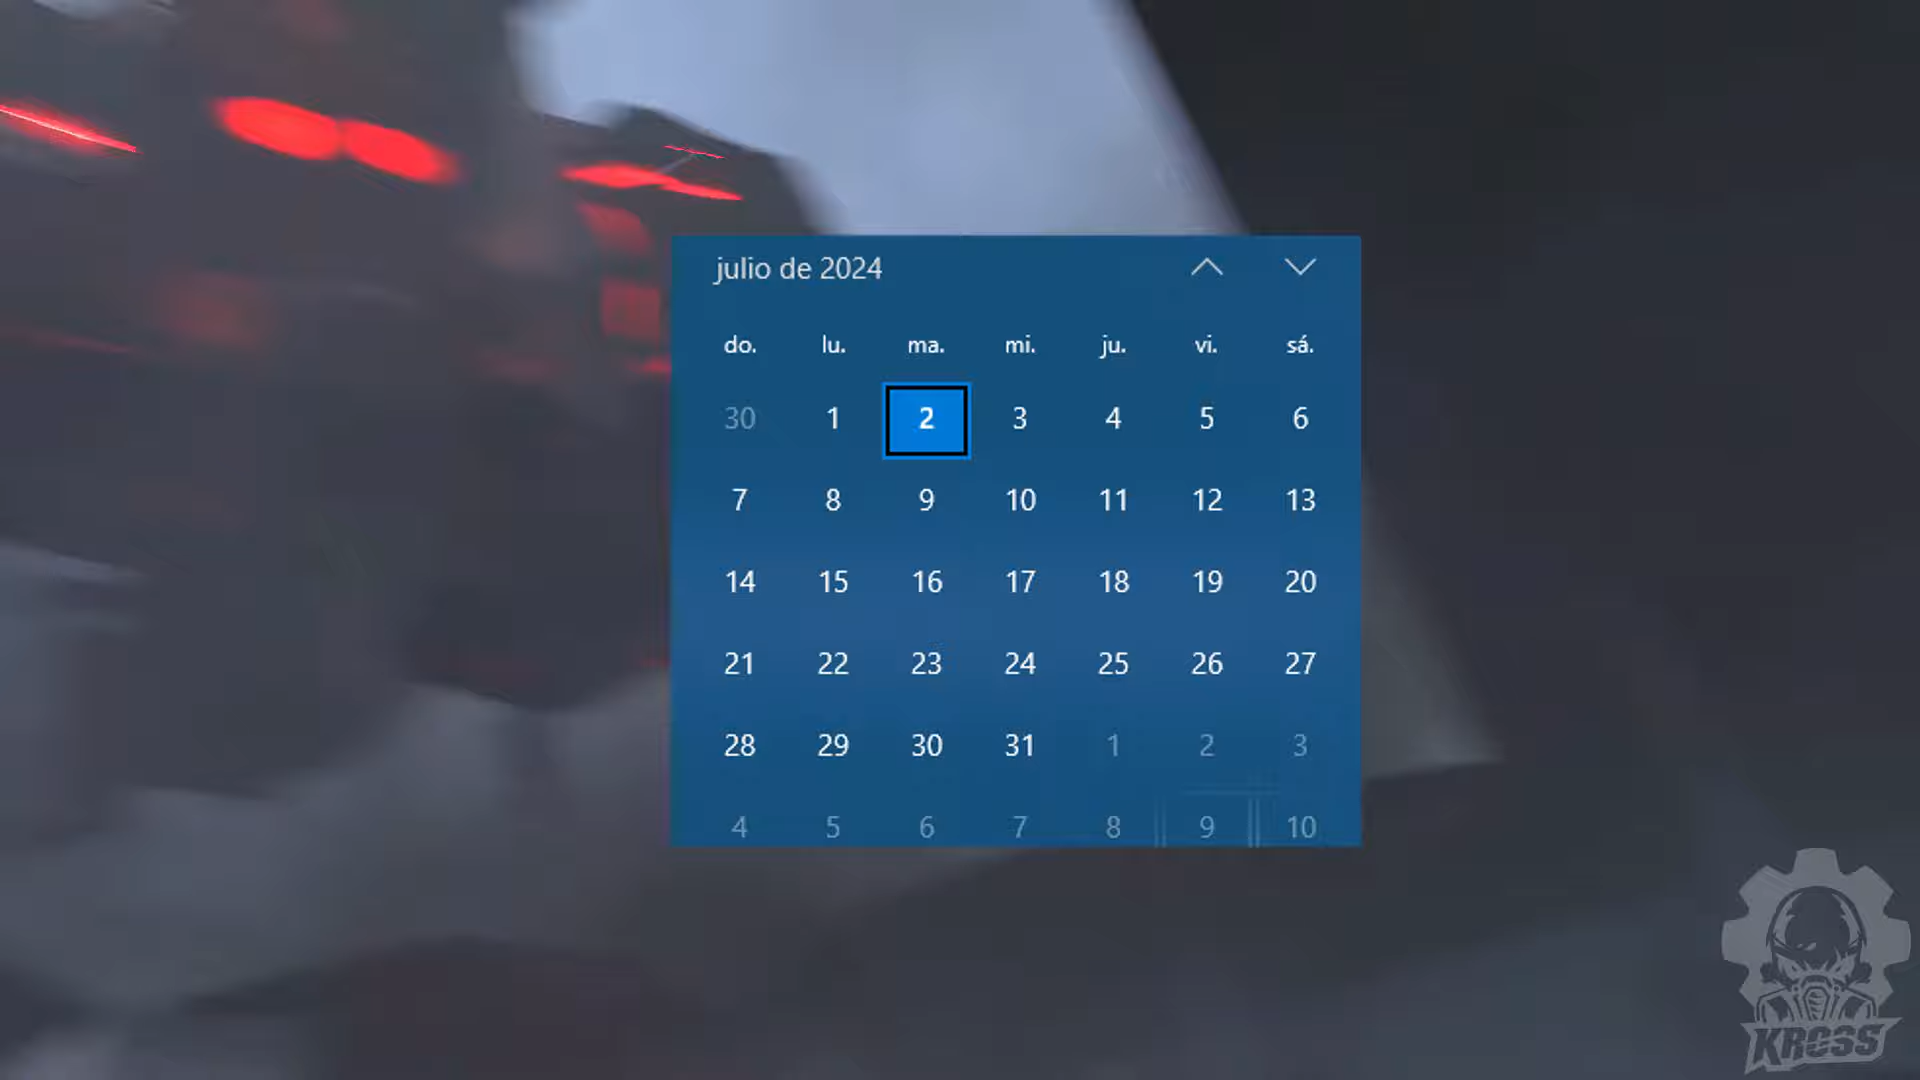 julio de 2024
do. lu. ma. mi. ju. vi. sá.
30 1 2 3 4 5 6
7 8 9 10 11 12 13
14 15 16 17 18 19 20
21 22 23 24 25 26 27
28 29 30 31 1 2 3
4 5 6 7 8 9 10
KROSS